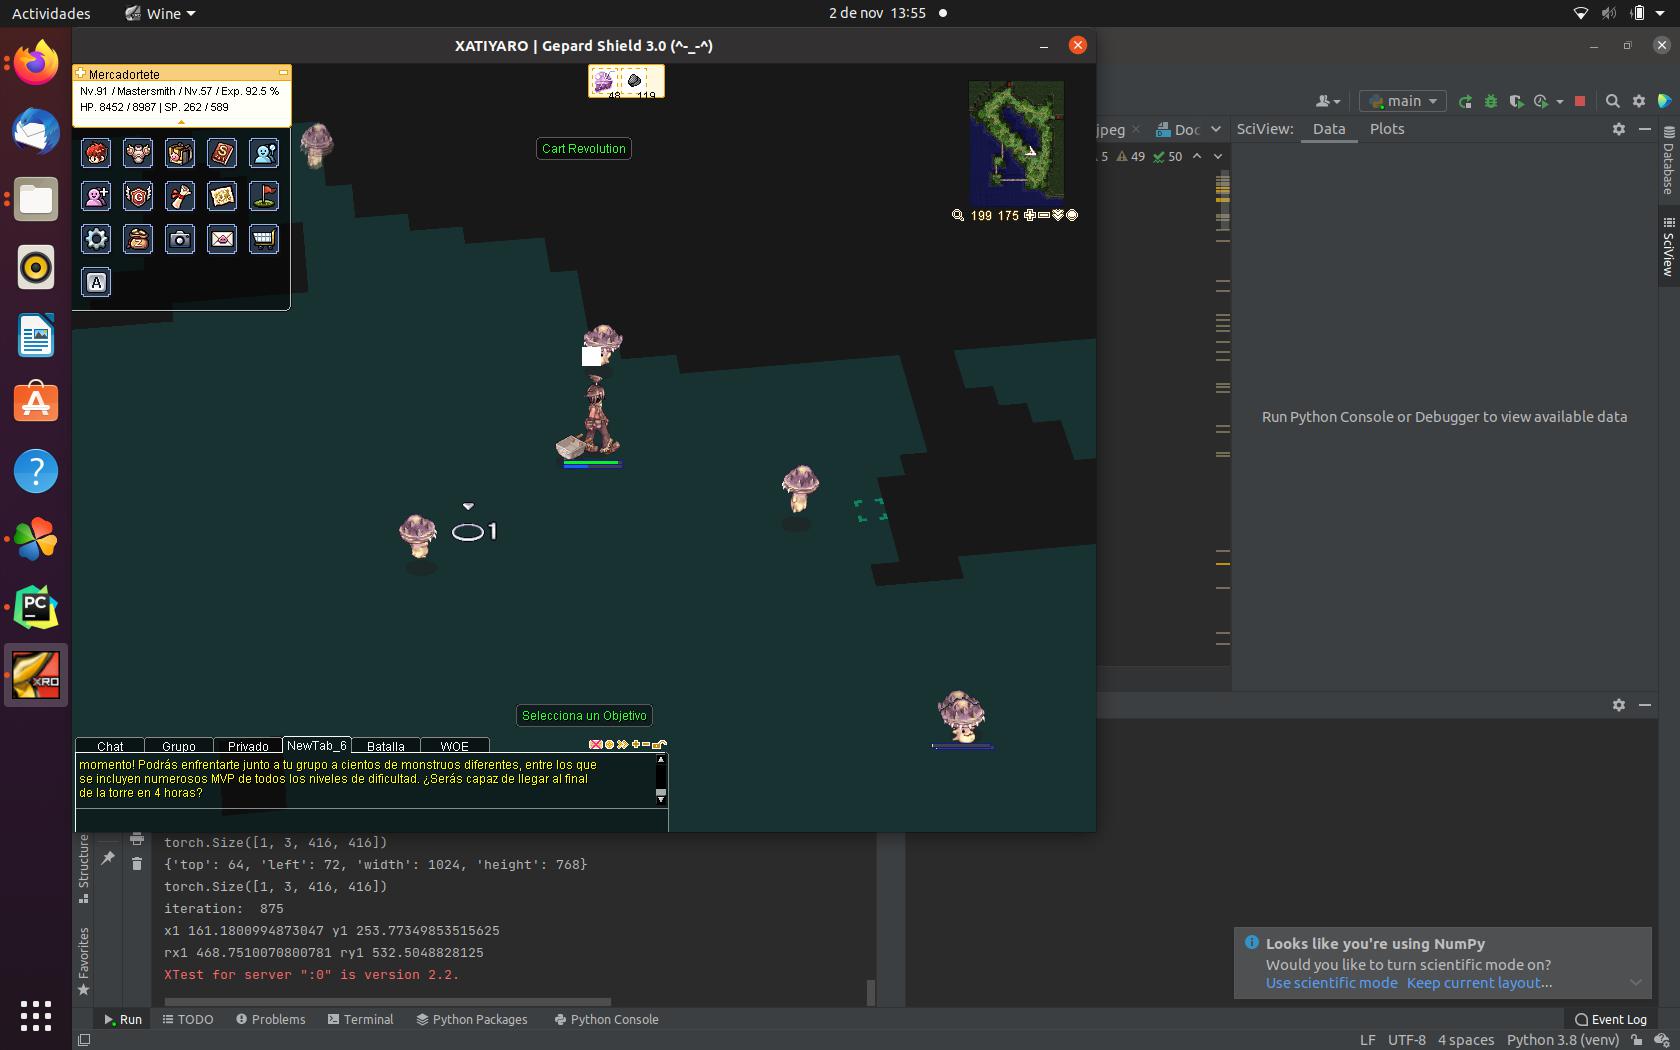 Actividades
Wine
2 de nov 13:55
XATIYARO | Gepard Shield 3.0 (^-_-^)
Mercadortete
Nv.91 / Mastersmith / Nv.57 / Exp. 92.5 %
HP. 8452 / 8987 | SP. 262 / 589
48 119
Cart Revolution
199 175
A
1
Selecciona un Objetivo
Chat Grupo Privado NewTab_6 Batalla WOE
momento! Podrás enfrentarte junto a tu grupo a cientos de monstruos diferentes, entre los que
se incluyen numerosos MVP de todos los niveles de dificultad. ¿Serás capaz de llegar al final
de la torre en 4 horas?
main
jpeg
Doc
SciView: Data Plots
5 49 50
Database
SciView
Run Python Console or Debugger to view available data
PC
XRO
Structure
Favorites
torch.Size([1, 3, 416, 416])
{'top': 64, 'left': 72, 'width': 1024, 'height': 768}
torch.Size([1, 3, 416, 416])
iteration:  875
x1 161.1800994873047 y1 253.77349853515625
rx1 468.7510070800781 ry1 532.5048828125
XTest for server ":0" is version 2.2.
Looks like you're using NumPy
Would you like to turn scientific mode on?
Use scientific mode Keep current layout...
Run TODO Problems Terminal Python Packages Python Console
Event Log
LF UTF-8 4 spaces Python 3.8 (venv)